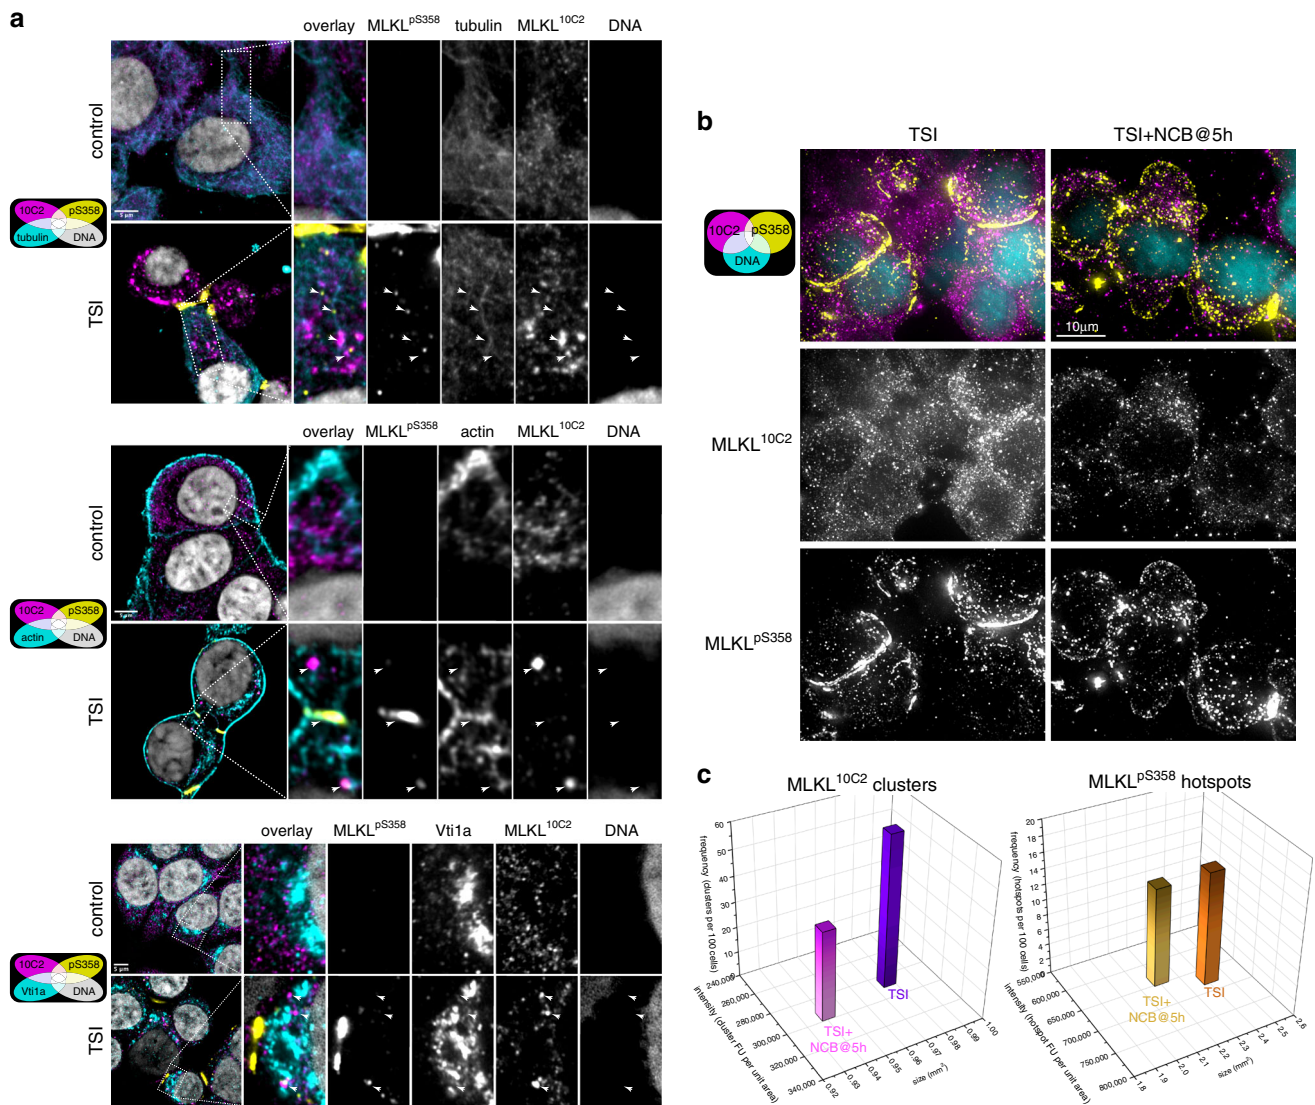 a
overlay MLKL^pS358 tubulin MLKL^10C2 DNA
control
10C2 pS358
tubulin DNA
5 µm
TSI
overlay MLKL^pS358 actin MLKL^10C2 DNA
control
10C2 pS358
actin DNA
5 µm
TSI
overlay MLKL^pS358 Vti1a MLKL^10C2 DNA
control
10C2 pS358
Vti1a DNA
5 µm
TSI
b
TSI TSI+NCB@5h
10C2 pS358
DNA
10µm
MLKL^10C2
MLKL^pS358
c
MLKL^10C2 clusters
frequency (clusters per 100 cells)
60
50
40
30
20
10
0
intensity (cluster FU per unit area)
240,000
260,000
280,000
300,000
320,000
340,000
size (mm²)
0.92 0.93 0.94 0.95 0.96 0.97 0.98 0.99 1.00
TSI
TSI+
NCB@5h
MLKL^pS358 hotspots
frequency (hotspots per 100 cells)
20
18
16
14
12
10
8
6
4
2
0
intensity (hotspot FU per unit area)
550,000
600,000
650,000
700,000
750,000
800,000
size (mm²)
1.8 1.9 2.0 2.1 2.2 2.3 2.4 2.5 2.6
TSI+
NCB@5h
TSI